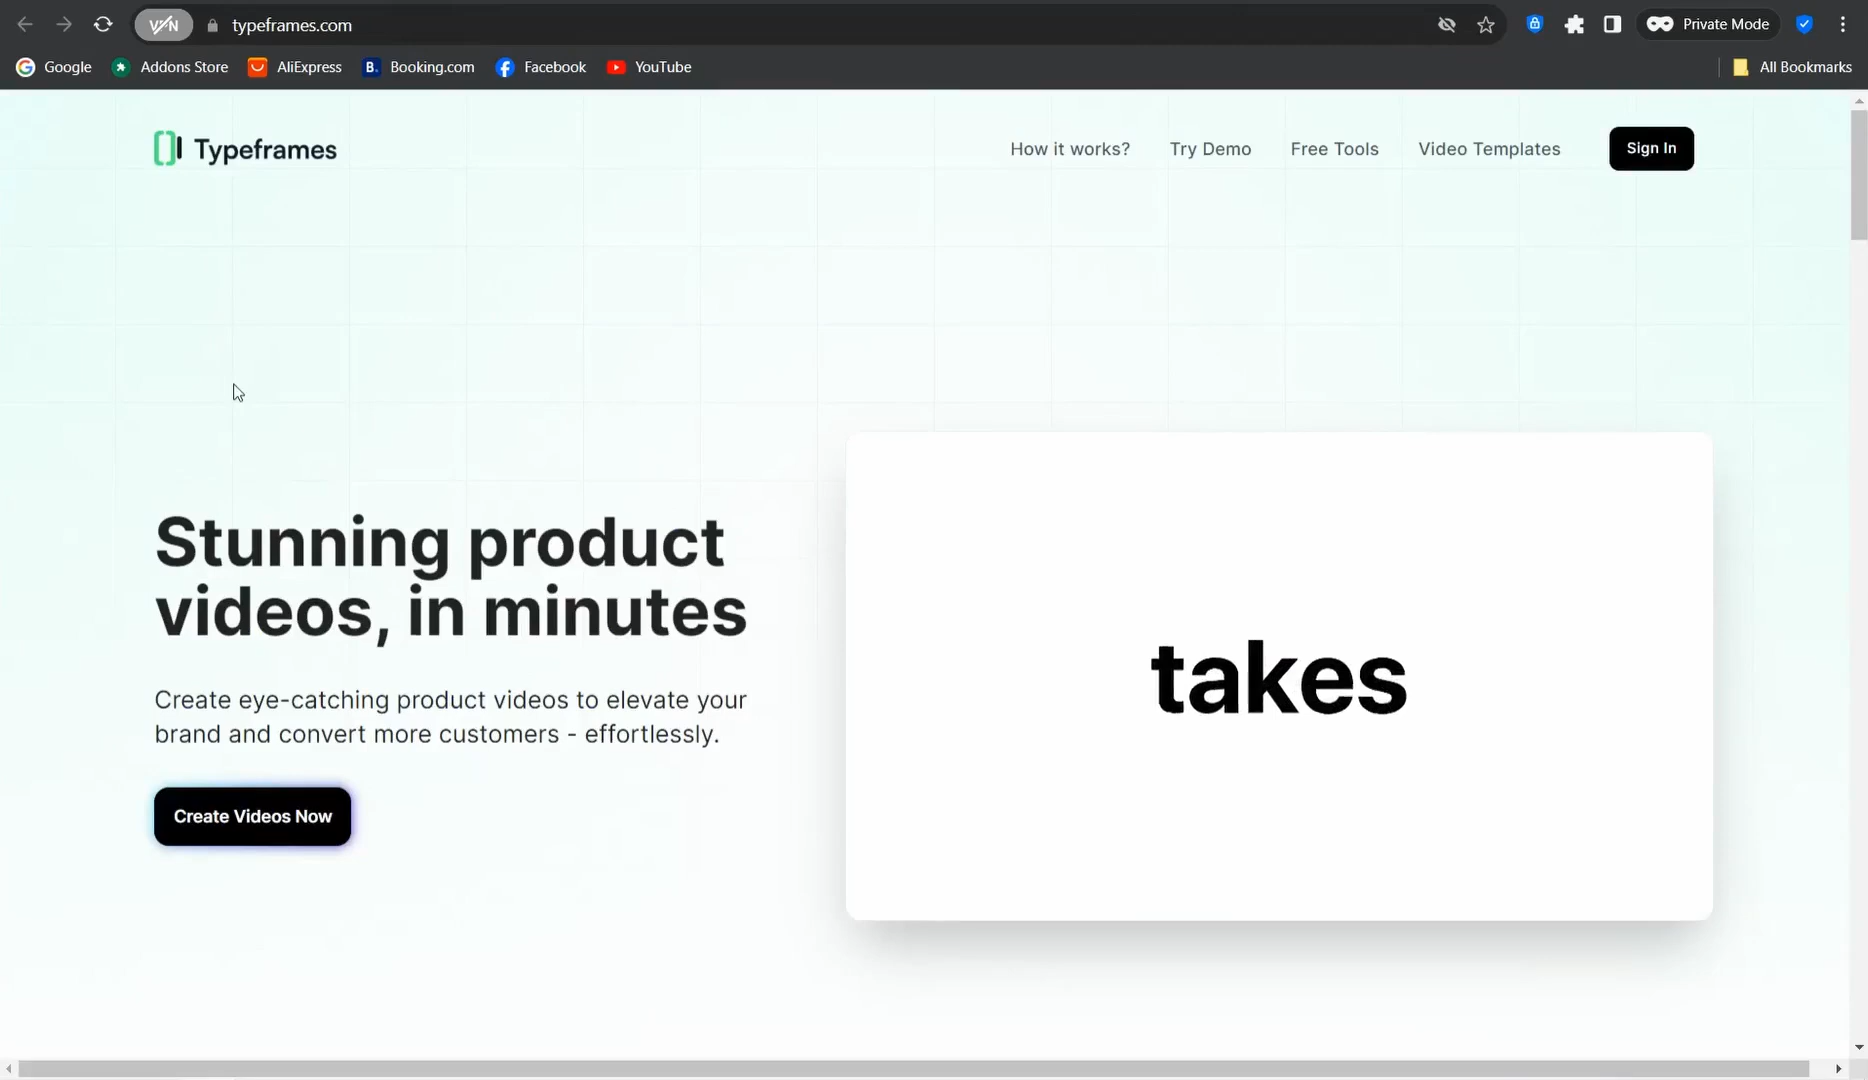 VPN typeframes.com Private Mode
Google Addons Store AliExpress B. Booking.com Facebook YouTube All Bookmarks
Typeframes How it works? Try Demo Free Tools Video Templates Sign In
Stunning product
videos, in minutes
takes
Create eye-catching product videos to elevate your
brand and convert more customers - effortlessly.
Create Videos Now